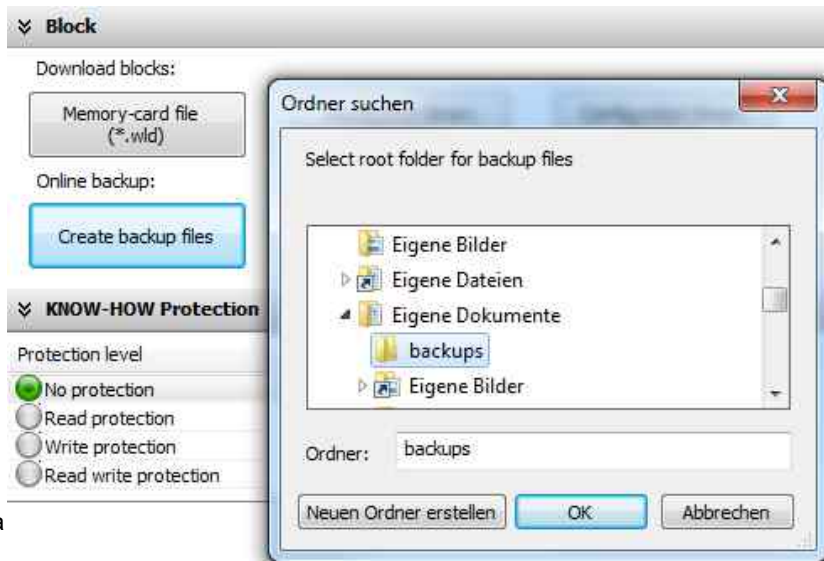 Block
Download blocks:
Memory-card file
(*.wld)
Online backup:
Create backup files
KNOW-HOW Protection
Protection level
No protection
Read protection
Write protection
Read write protection
Ordner suchen
Select root folder for backup files
Eigene Bilder
Eigene Dateien
Eigene Dokumente
backups
Eigene Bilder
Ordner: backups
Neuen Ordner erstellen
OK
Abbrechen